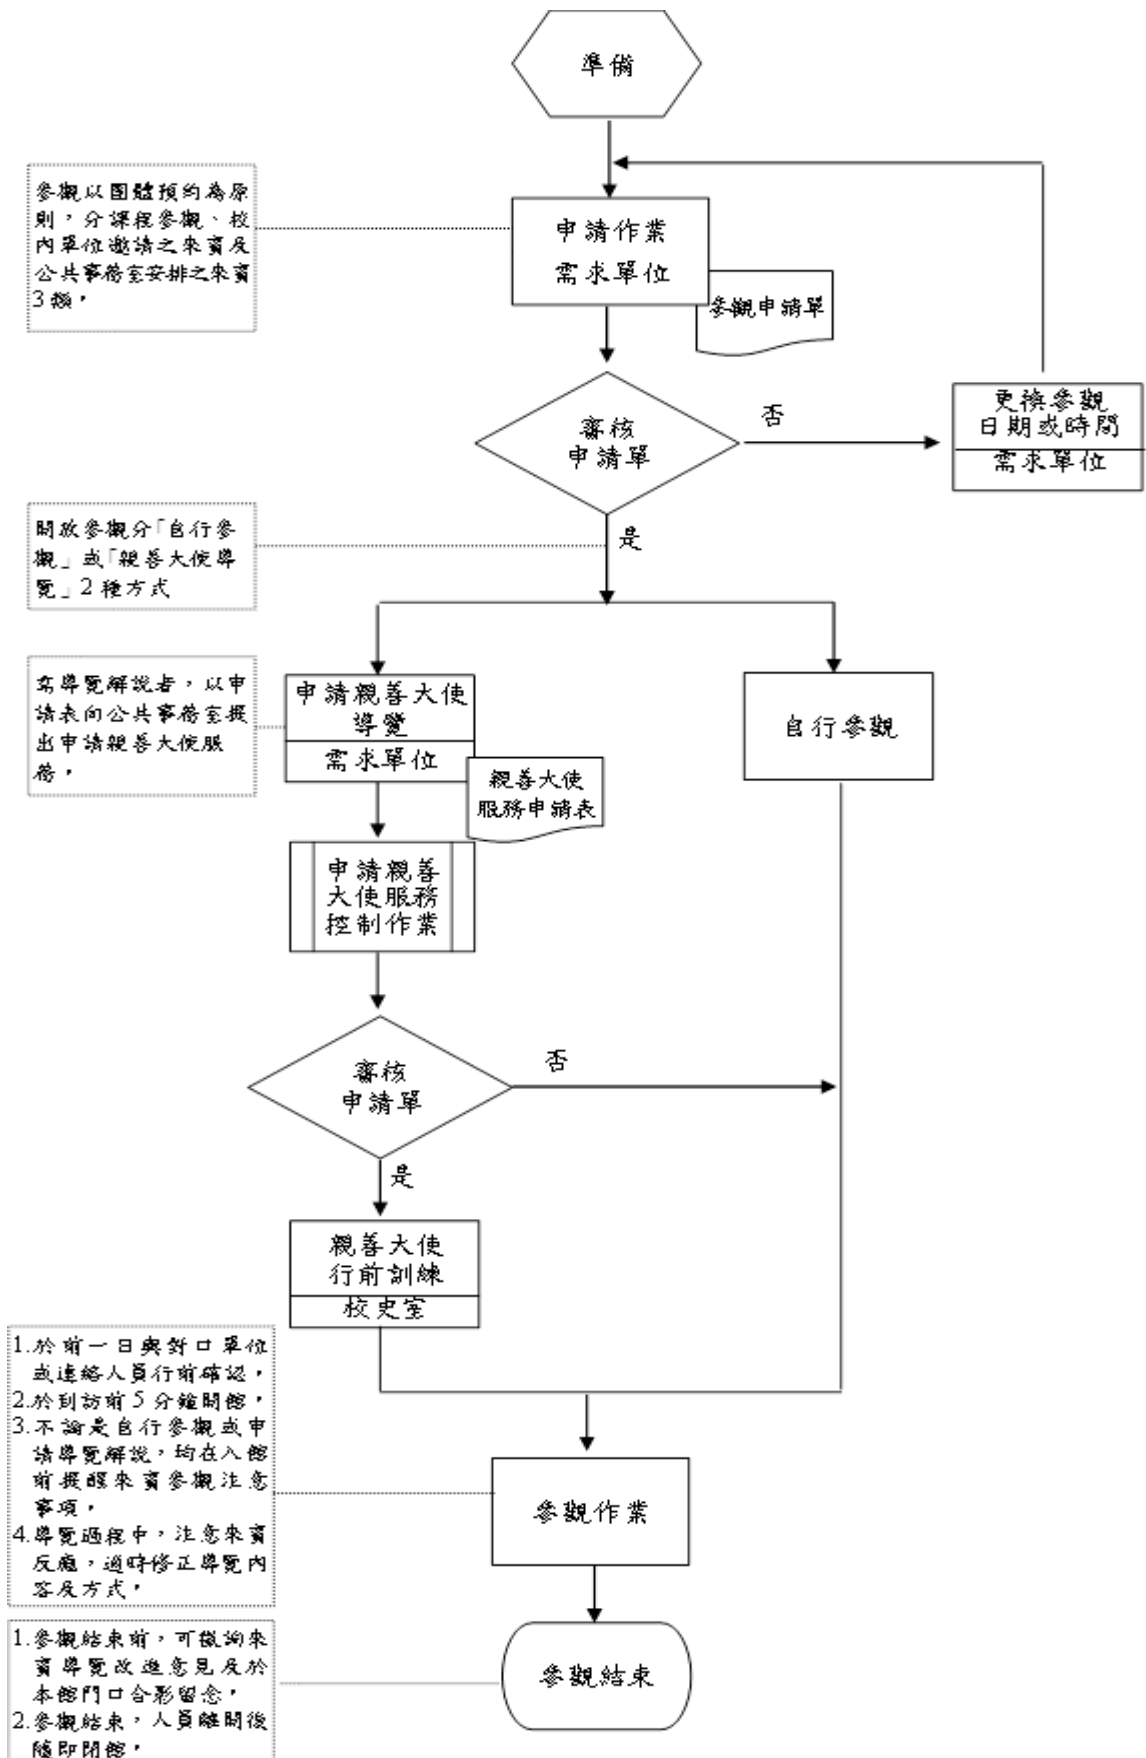 準備
參觀以團體預約為原
則，分課程參觀、校
內單位邀請之來賓及
公共事務室安排之來賓
3類。
申請作業
需求單位
參觀申請單
審核
申請單
否
更換參觀
日期或時間
需求單位
是
開放參觀分「自行參
觀」或「親善大使導
覽」2種方式
需導覽解說者，以申
請表向公共事務室提
出申請親善大使服
務。
申請親善大使
導覽
需求單位
親善大使
服務申請表
自行參觀
申請親善
大使服務
控制作業
審核
申請單
否
是
親善大使
行前訓練
校史室
1.於前一日與對口單位
或連絡人員行前確認。
2.於到訪前5分鐘開館。
3.不論是自行參觀或申
請導覽解說，均在入館
前提醒來賓參觀注意
事項。
4.導覽過程中，注意來賓
反應，適時修正導覽內
容及方式。
參觀作業
1.參觀結束前，可徵詢來
賓導覽改進意見及於
本館門口合影留念。
2.參觀結束，人員離開後
隨即閉館。
參觀結束